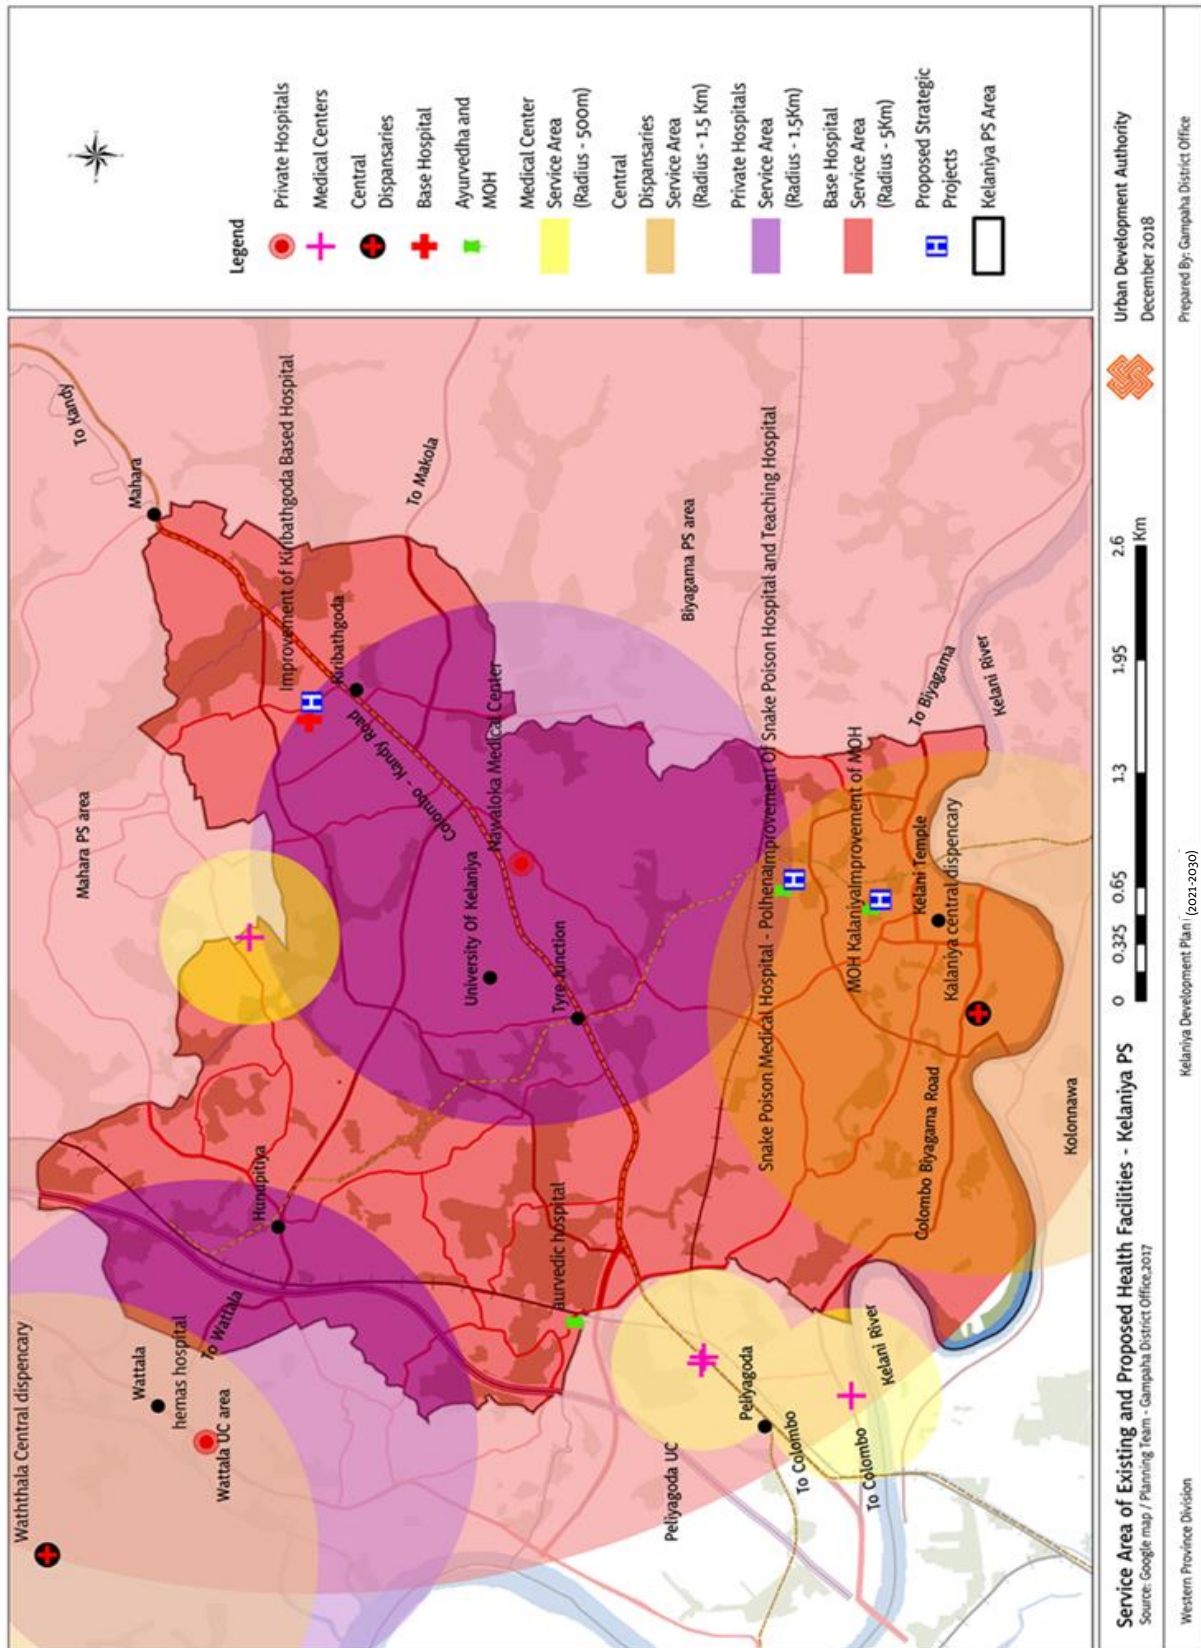 Legend
Private Hospitals
Medical Centers
Central
Dispansaries
Base Hospital
Ayurvedha and
MOH
Medical Center
Service Area
(Radius - 500m)
Central
Dispansaries
Service Area
(Radius - 1.5 Km)
Private Hospitals
Service Area
(Radius - 1.5Km)
Base Hospital
Service Area
(Radius - 5Km)
Proposed Strategic
Projects
Kelaniya PS Area
Waththala Central dispencary
Wattala
hemas hospital
Wattala UC area
To Wattala
Hunupitiya
Mahara PS area
To Kandy
Mahara
Improvement of Kiribathgoda Based Hospital
Kiribathgoda
To Makola
Colombo - Kandy Road
Nawaloka Medical Center
University Of Kelaniya
Tyre Junction
aurvedic hospital
Biyagama PS area
Snake Poison Medical Hospital - Polhena
Improvement Of Snake Poison Hospital and Teaching Hospital
MOH Kalaniya
Improvement of MOH
Kelani Temple
Kalaniya central dispencary
To Biyagama
Kelani River
Colombo Biyagama Road
Kolonnawa
Peliyagoda UC
Peliyagoda
To Colombo
To Colombo
Kelani River
Service Area of Existing and Proposed Health Facilities - Kelaniya PS
Source: Google map / Planning Team - Gampaha District Office,2017
0 0.325 0.65 1.3 1.95 2.6
Km
Urban Development Authority
December 2018
Western Province Division
Kelaniya Development Plan (2021-2030)
Prepared By: Gampaha District Office